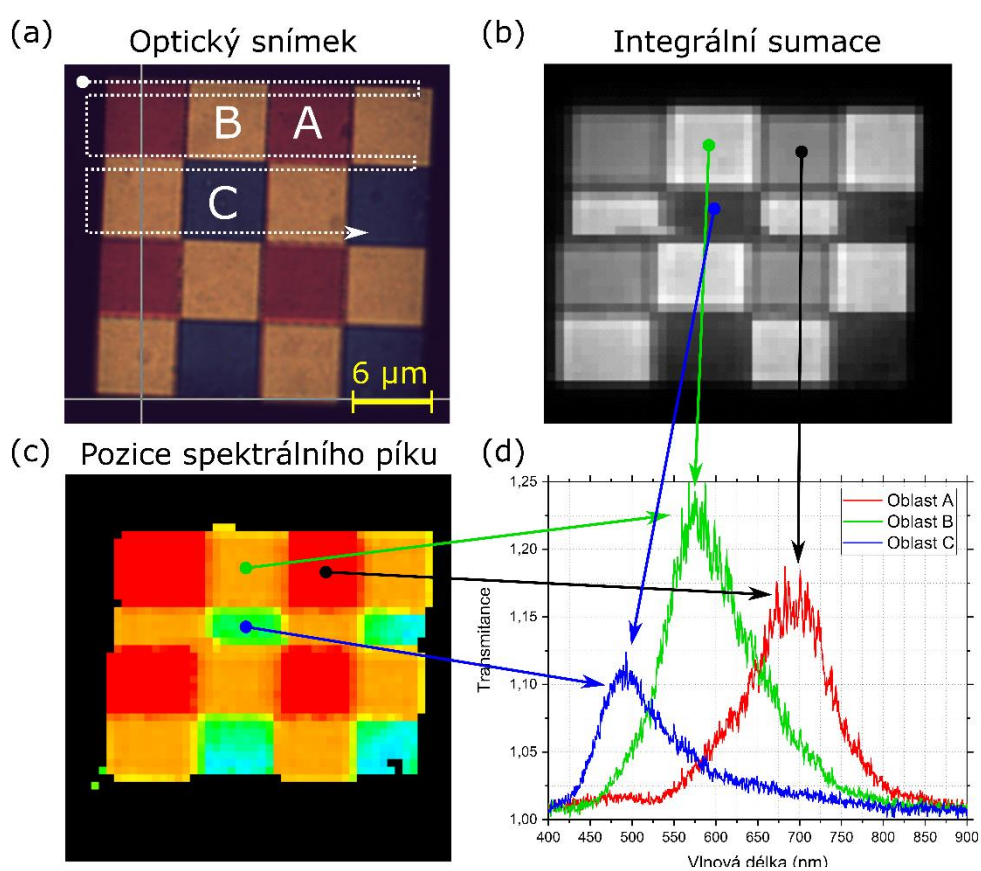 (a) Optický snímek
B A
C
6 µm
(b) Integrální sumace
(c) Pozice spektrálního píku
(d)
1,25
1,20
1,15
1,10
1,05
1,00
Transmitance
Oblast A
Oblast B
Oblast C
400 450 500 550 600 650 700 750 800 850 900
Vlnová délka (nm)